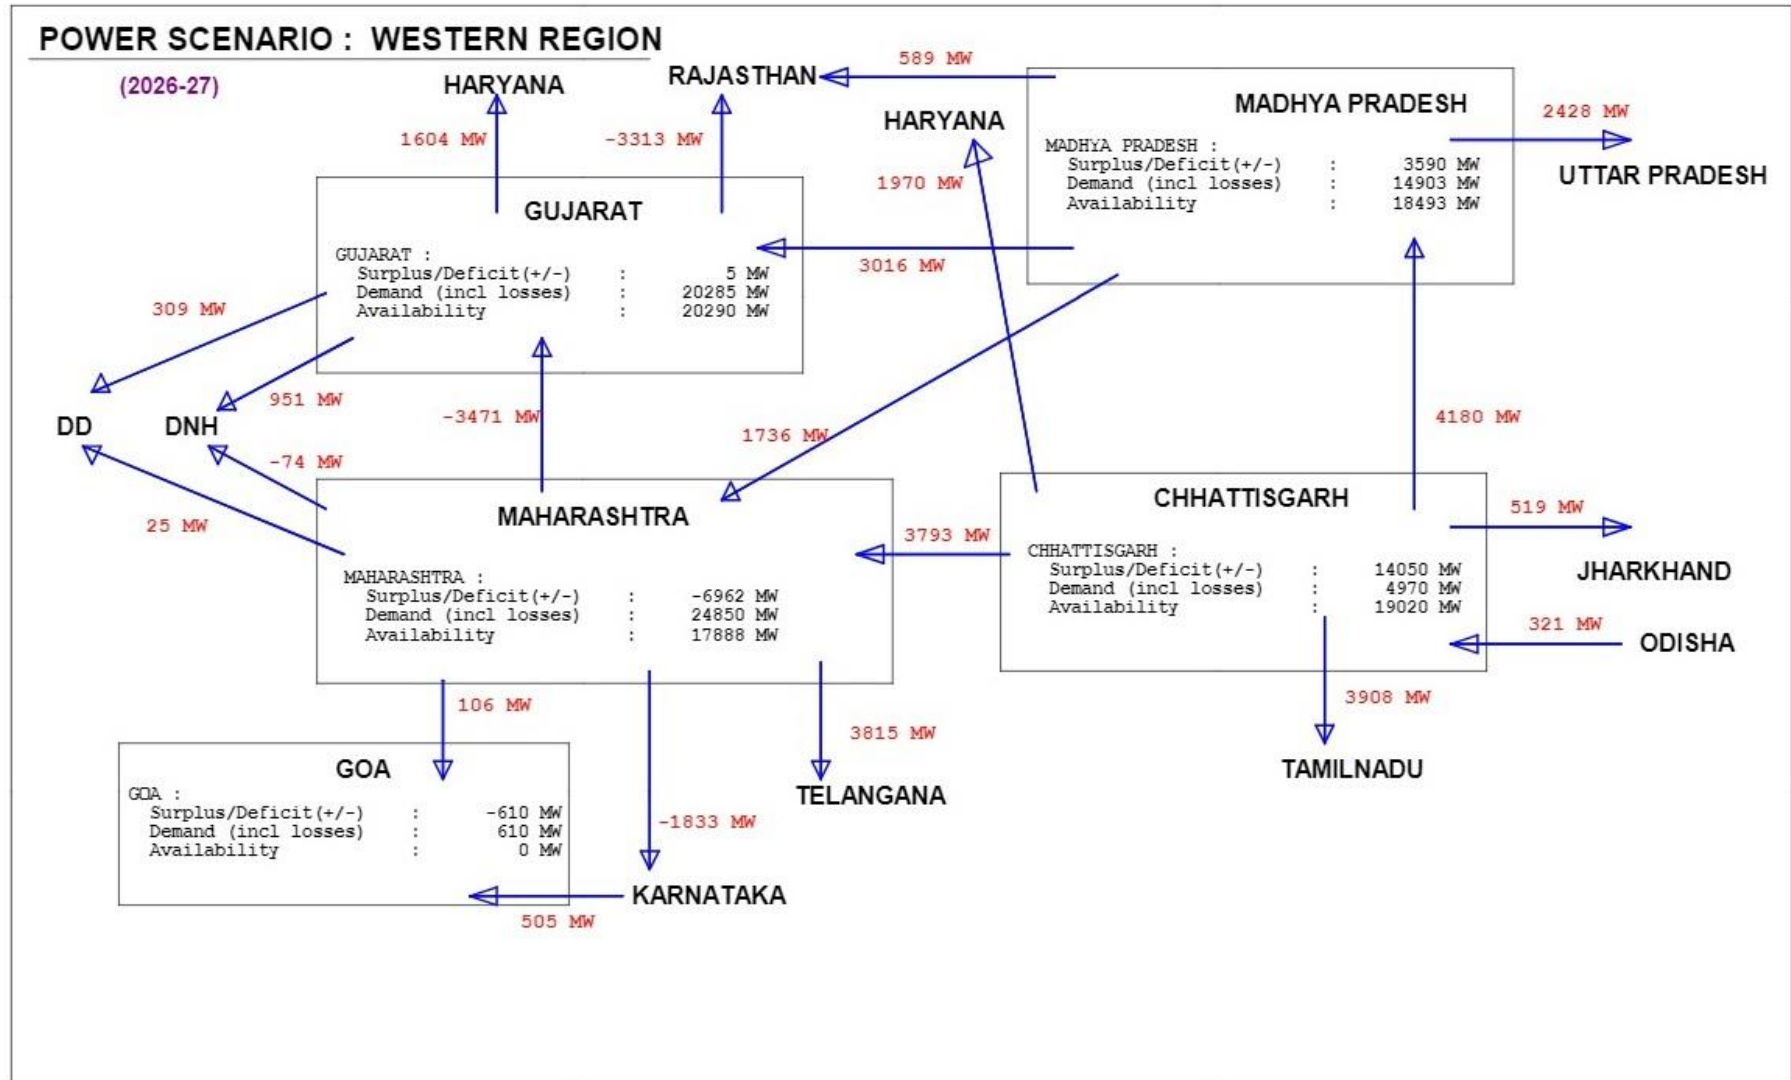 POWER SCENARIO : WESTERN REGION
(2026-27)
HARYANA
RAJASTHAN
589 MW
1604 MW
-3313 MW
HARYANA
1970 MW
MADHYA PRADESH
MADHYA PRADESH :
Surplus/Deficit(+/-) : 3590 MW
Demand (incl losses) : 14903 MW
Availability : 18493 MW
2428 MW
UTTAR PRADESH
GUJARAT
GUJARAT :
Surplus/Deficit(+/-) : 5 MW
Demand (incl losses) : 20285 MW
Availability : 20290 MW
3016 MW
309 MW
951 MW
DD
DNH
-3471 MW
1736 MW
4180 MW
-74 MW
25 MW
MAHARASHTRA
MAHARASHTRA :
Surplus/Deficit(+/-) : -6962 MW
Demand (incl losses) : 24850 MW
Availability : 17888 MW
3793 MW
CHHATTISGARH
CHHATTISGARH :
Surplus/Deficit(+/-) : 14050 MW
Demand (incl losses) : 4970 MW
Availability : 19020 MW
519 MW
JHARKHAND
321 MW
ODISHA
106 MW
3815 MW
3908 MW
TAMILNADU
TELANGANA
GOA
GOA :
Surplus/Deficit(+/-) : -610 MW
Demand (incl losses) : 610 MW
Availability : 0 MW
-1833 MW
KARNATAKA
505 MW